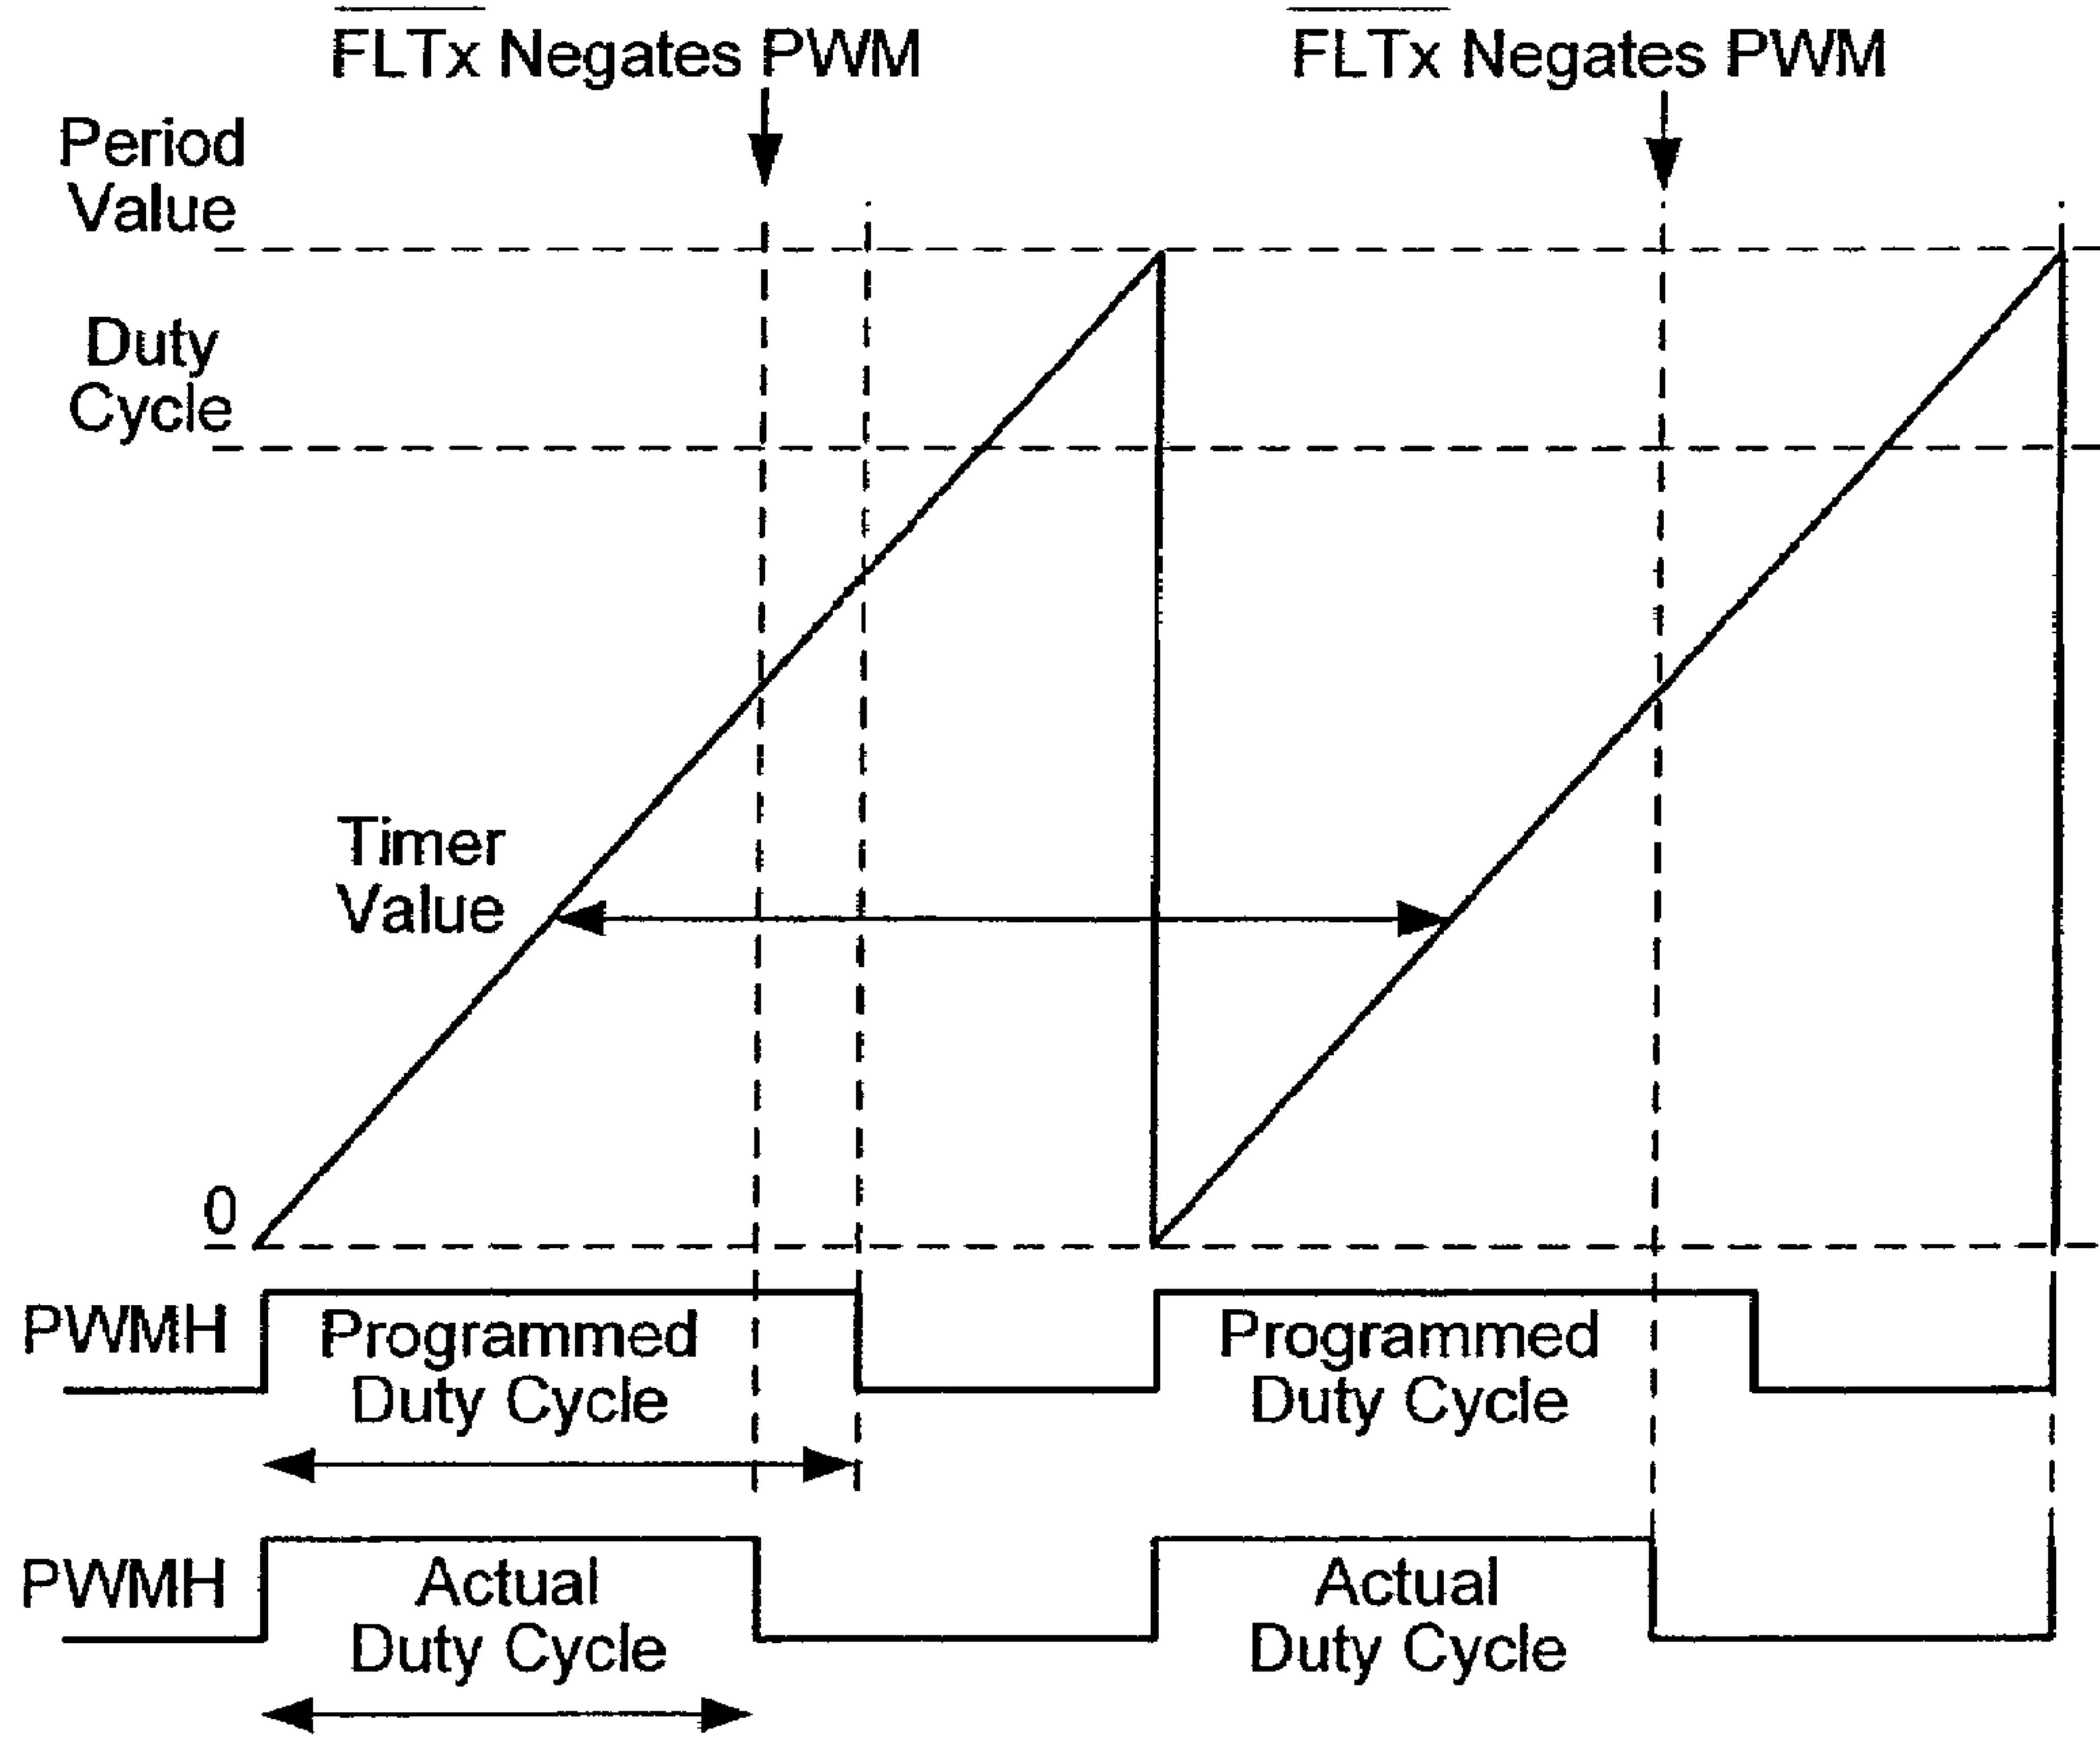 FLTx Negates PWM
FLTx Negates PWM
Period
Value
Duty
Cycle
Timer
Value
0
PWMH
Programmed
Duty Cycle
Programmed
Duty Cycle
PWMH
Actual
Duty Cycle
Actual
Duty Cycle